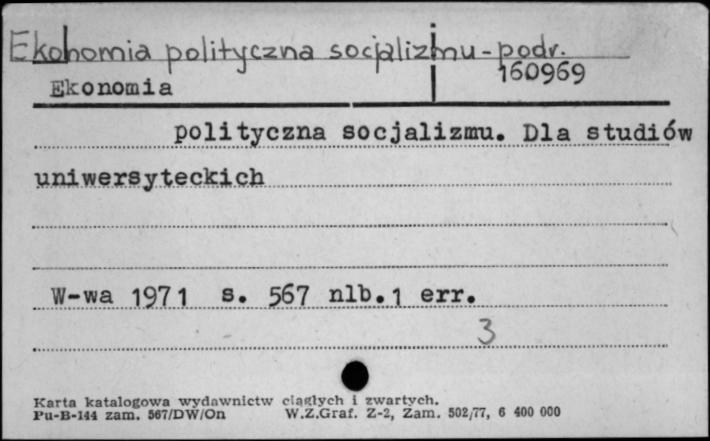 Ekonomia polityczna socjalizmu - podr.
160969
Ekonomia
polityczna socjalizmu. Dla studiów
uniwersyteckich
W-wa 1971 s. 567 nlb.1 err.
3
Karta katalogowa wydawnictw ciągłych i zwartych.
Pu-B-144 zam. 567/DW/On W.Z.Graf. Z-2, Zam. 502/77, 6 400 000